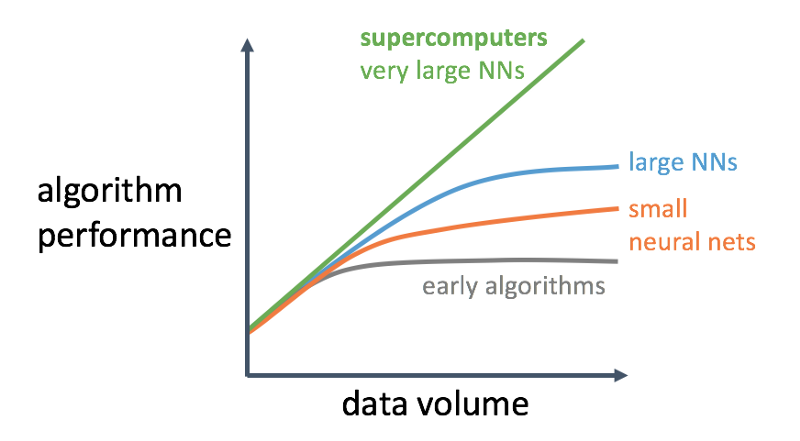 supercomputers
very large NNs
large NNs
algorithm
performance
small
neural nets
early algorithms
data volume